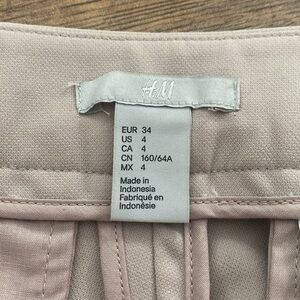 H&M
EUR 34
US 4
CA 4
CN 160/64A
MX 4
Made in
Indonesia
Fabriqué en
Indonésie